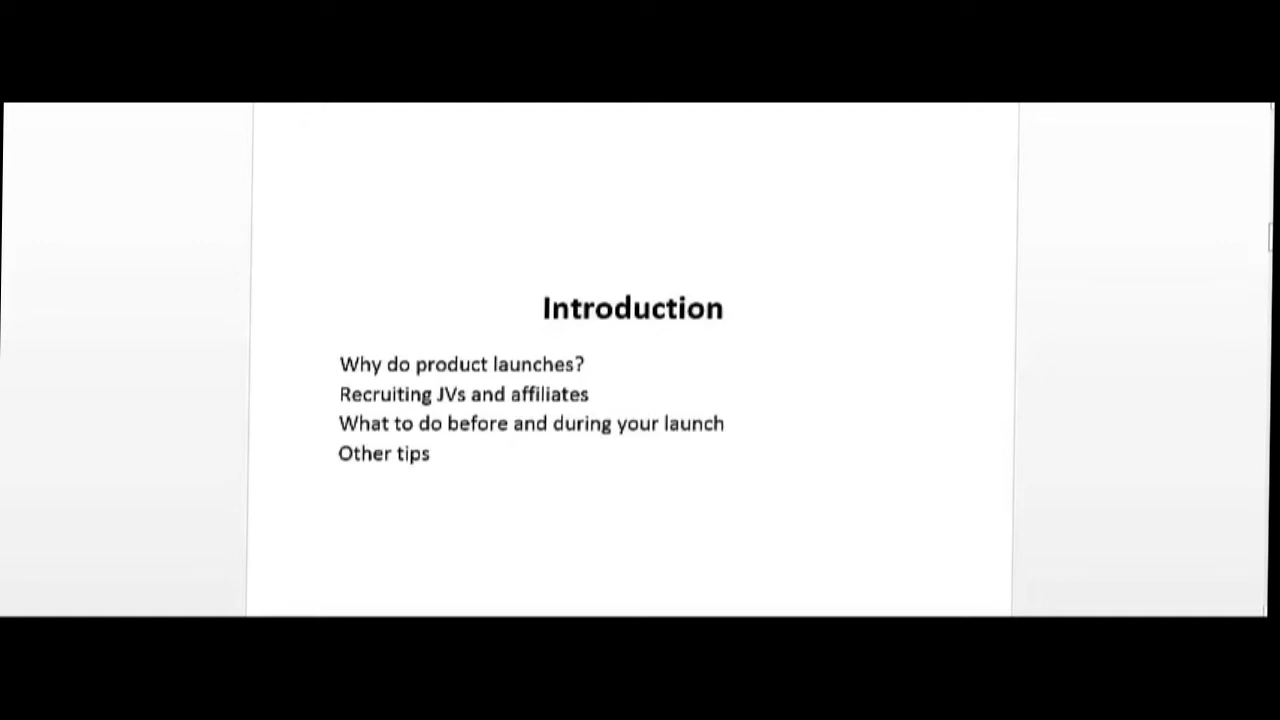 Introduction
Why do product launches?
Recruiting JVs and affiliates
What to do before and during your launch
Other tips